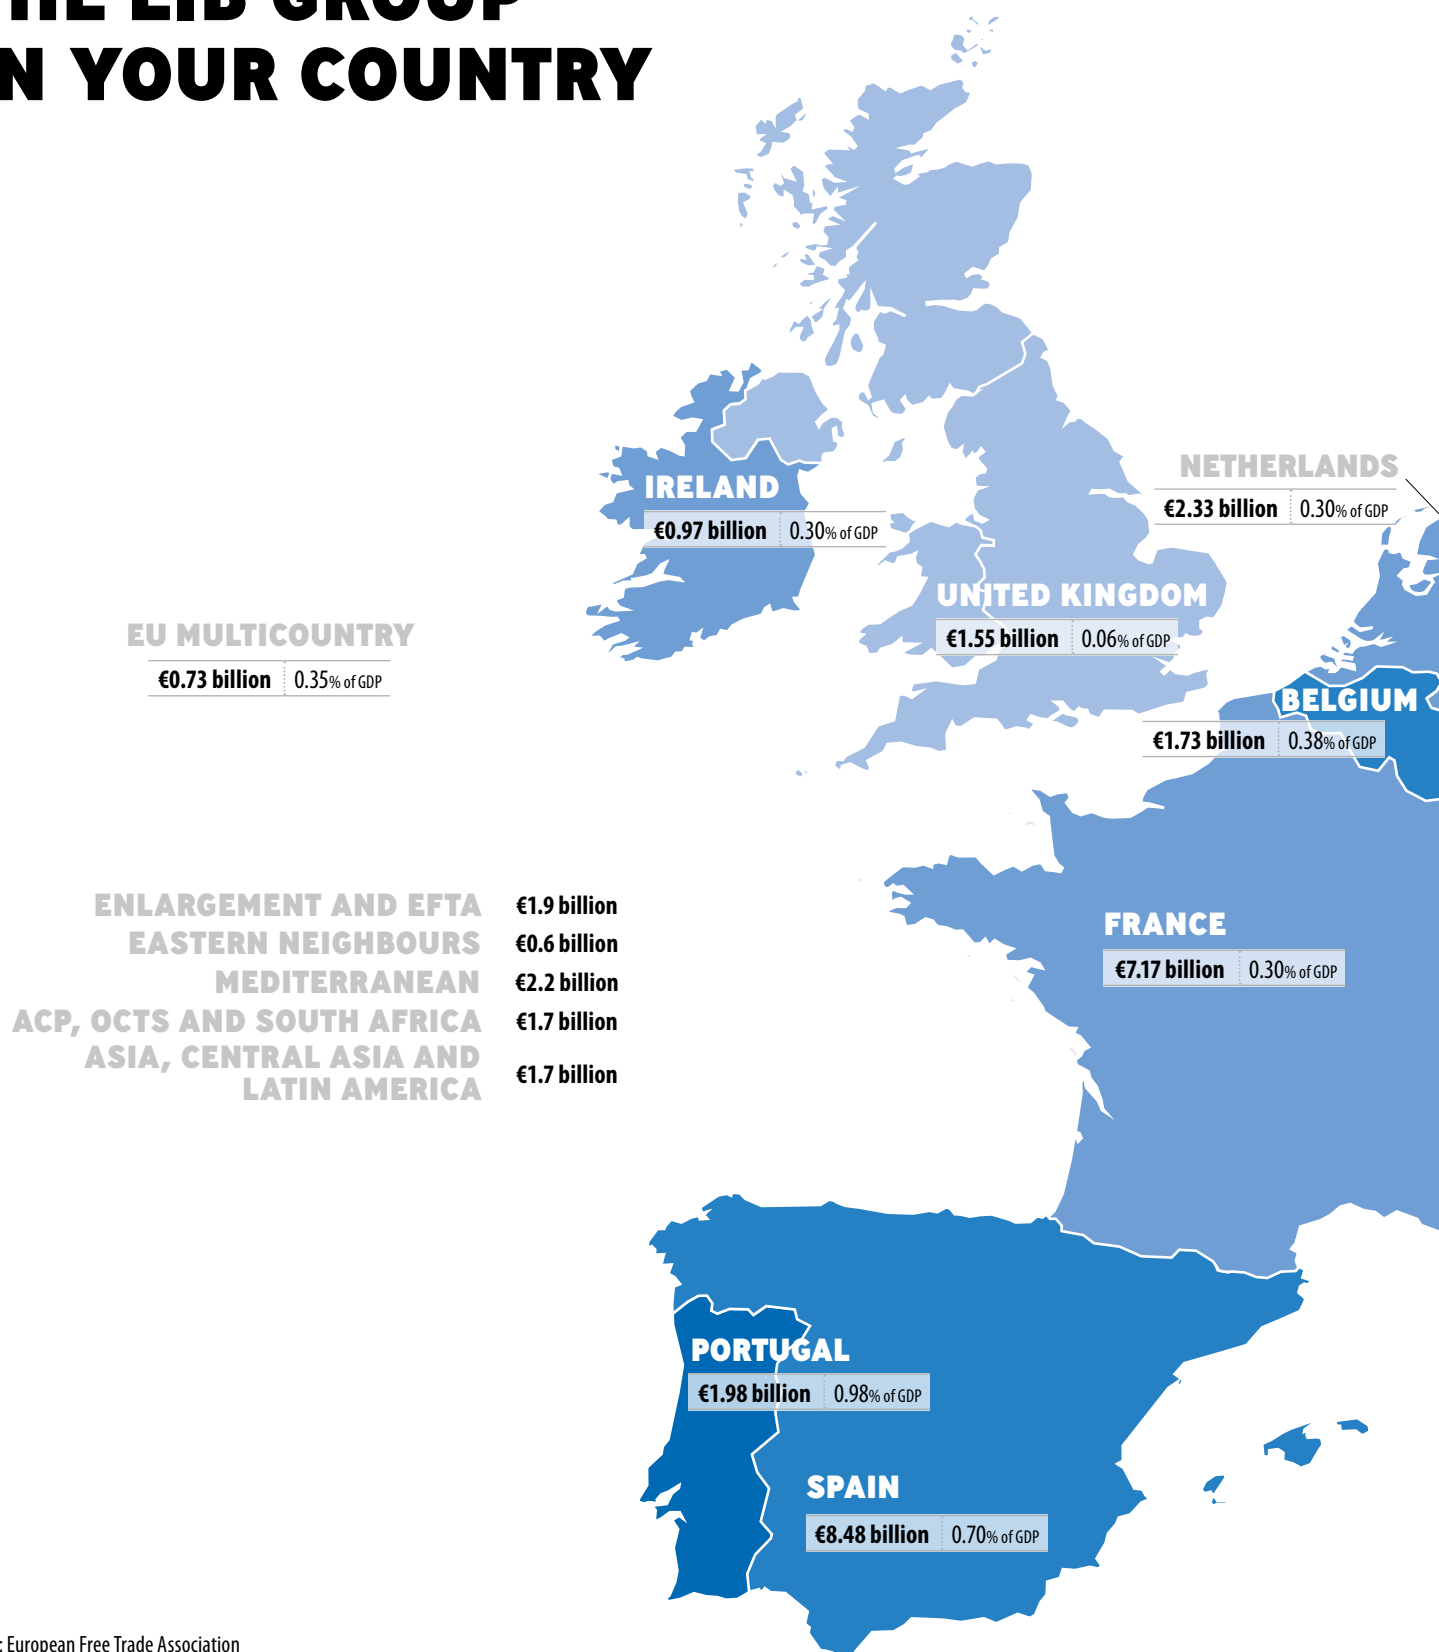 THE EIB GROUP
N YOUR COUNTRY
NETHERLANDS
€2.33 billion 0.30% of GDP
IRELAND
€0.97 billion 0.30% of GDP
UNITED KINGDOM
€1.55 billion 0.06% of GDP
EU MULTICOUNTRY
€0.73 billion 0.35% of GDP
BELGIUM
€1.73 billion 0.38% of GDP
ENLARGEMENT AND EFTA €1.9 billion
EASTERN NEIGHBOURS €0.6 billion
MEDITERRANEAN €2.2 billion
ACP, OCTS AND SOUTH AFRICA €1.7 billion
ASIA, CENTRAL ASIA AND
LATIN AMERICA €1.7 billion
FRANCE
€7.17 billion 0.30% of GDP
PORTUGAL
€1.98 billion 0.98% of GDP
SPAIN
€8.48 billion 0.70% of GDP
: European Free Trade Association